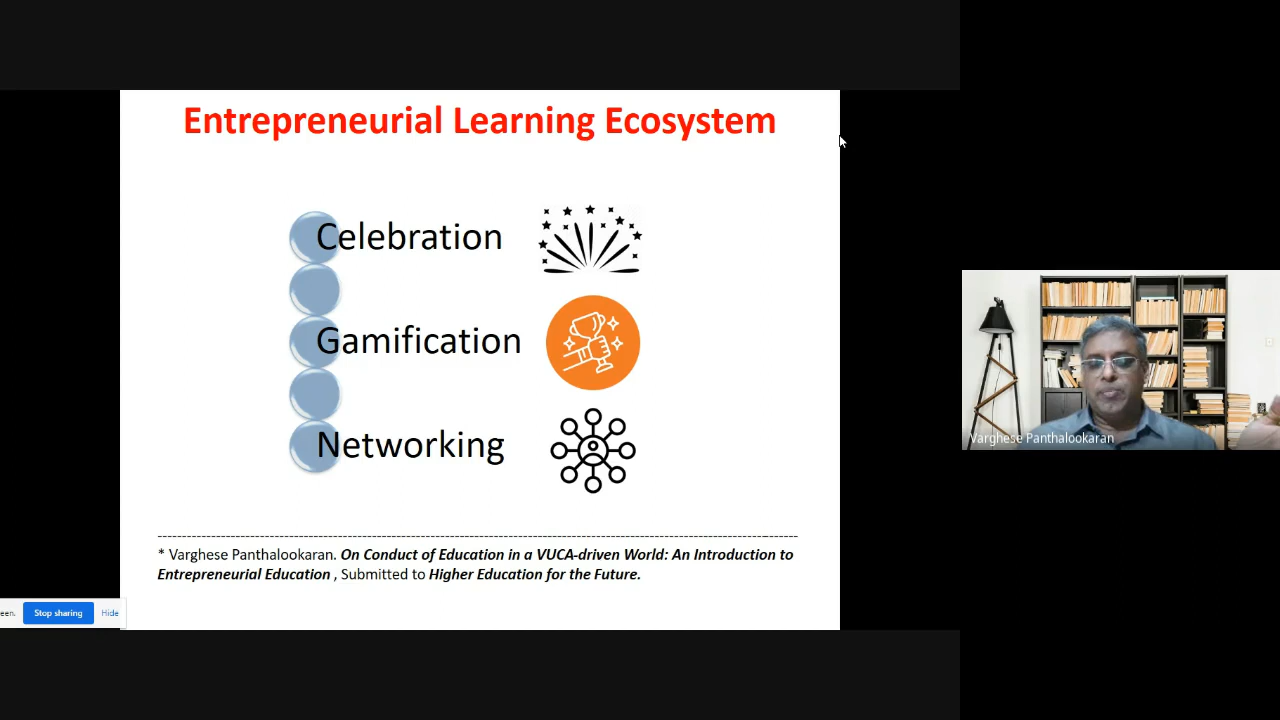 Entrepreneurial Learning Ecosystem
Celebration
Gamification
Networking
* Varghese Panthalookaran. On Conduct of Education in a VUCA-driven World: An Introduction to
Entrepreneurial Education , Submitted to Higher Education for the Future.
een. Stop sharing Hide
Varghese Panthalookaran